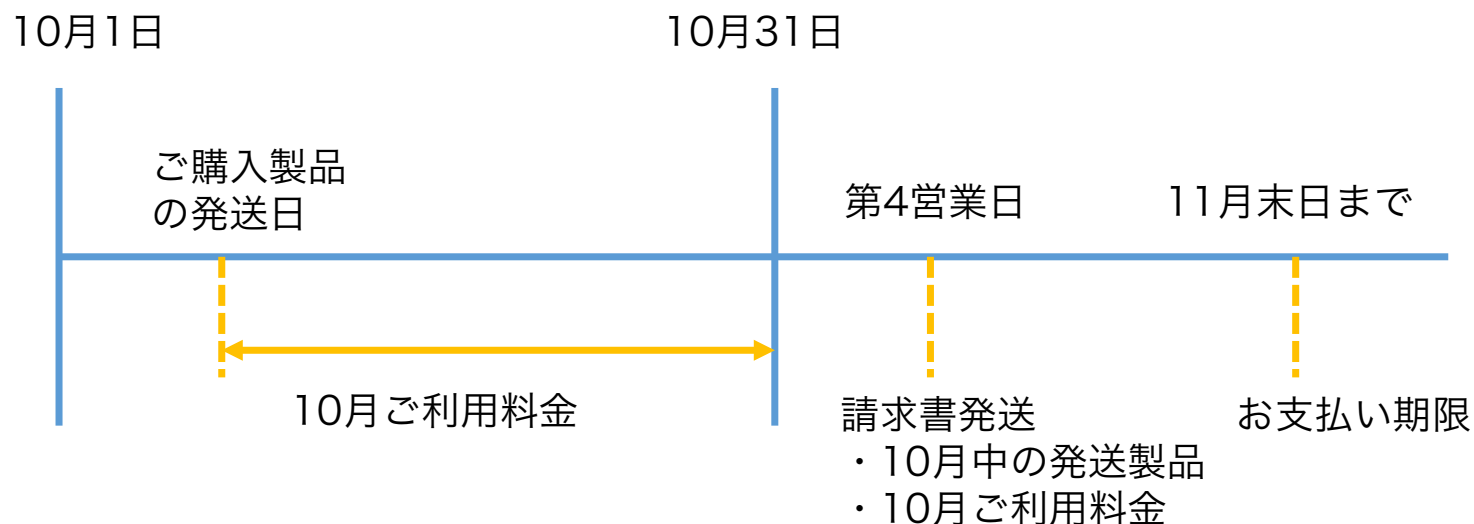 10月1日
10月31日
ご購入製品
の発送日
第4営業日
11月末日まで
10月ご利用料金
請求書発送
・10月中の発送製品
・10月ご利用料金
お支払い期限